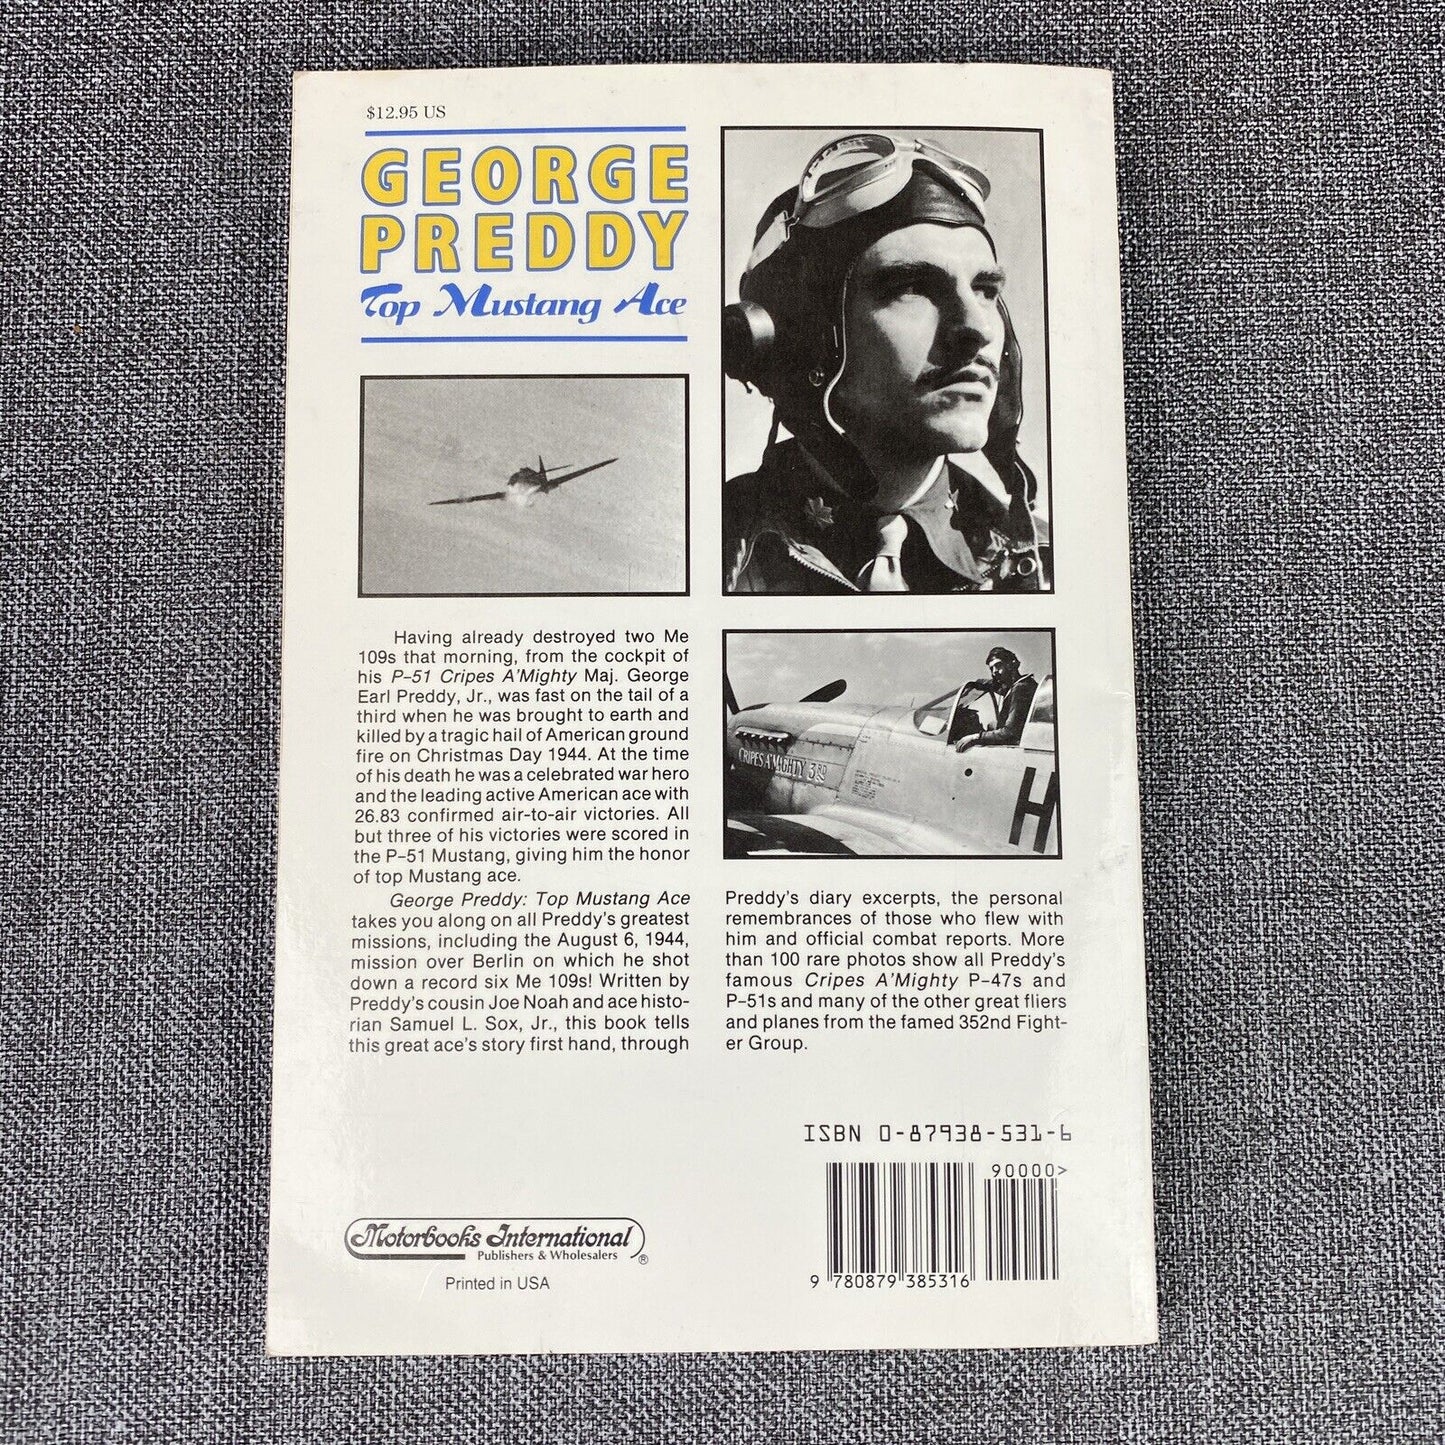 $12.95 US
GEORGE
PREDDY
Top Mustang Ace
CRIPES A'MIGHTY 3RD
H
Having already destroyed two Me
109s that morning, from the cockpit of
his P-51 Cripes A'Mighty Maj. George
Earl Preddy, Jr., was fast on the tail of a
third when he was brought to earth and
killed by a tragic hail of American ground
fire on Christmas Day 1944. At the time
of his death he was a celebrated war hero
and the leading active American ace with
26.83 confirmed air-to-air victories. All
but three of his victories were scored in
the P-51 Mustang, giving him the honor
of top Mustang ace.
George Preddy: Top Mustang Ace
takes you along on all Preddy's greatest
missions, including the August 6, 1944,
mission over Berlin on which he shot
down a record six Me 109s! Written by
Preddy's cousin Joe Noah and ace histo-
rian Samuel L. Sox, Jr., this book tells
this great ace's story first hand, through
Preddy's diary excerpts, the personal
remembrances of those who flew with
him and official combat reports. More
than 100 rare photos show all Preddy's
famous Cripes A'Mighty P-47s and
P-51s and many of the other great fliers
and planes from the famed 352nd Fight-
er Group.
ISBN 0-87938-531-6
90000>
9 780879 385316
Motorbooks International
Publishers & Wholesalers ®
Printed in USA